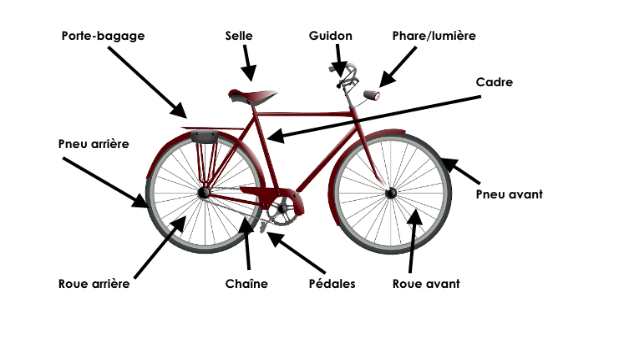 Porte-bagage
Selle
Guidon
Phare/lumière
Cadre
Pneu arrière
Pneu avant
Roue arrière
Chaîne
Pédales
Roue avant